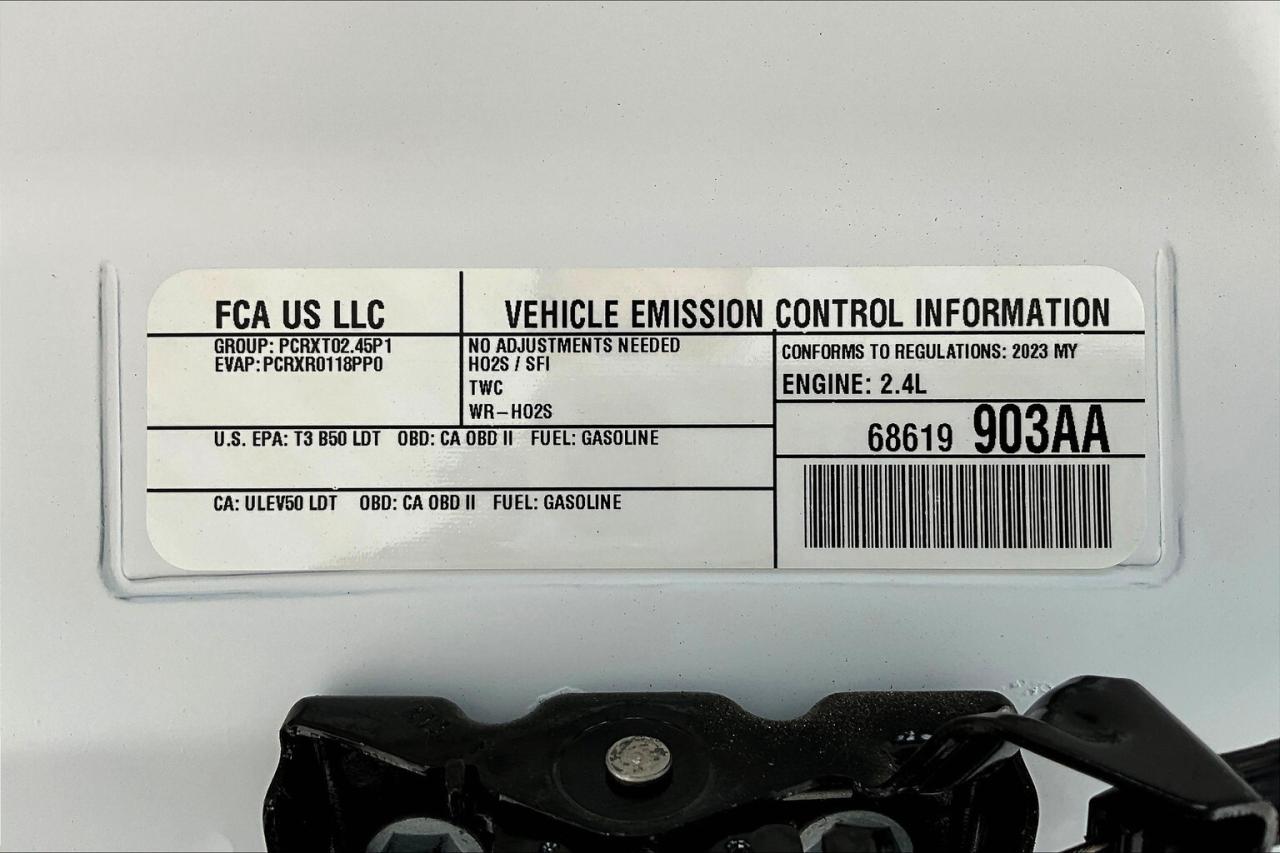 FCA US LLC
VEHICLE EMISSION CONTROL INFORMATION
GROUP: PCRXT02.45P1
EVAP: PCRXR0118PP0
NO ADJUSTMENTS NEEDED
HO2S / SFI
TWC
WR-HO2S
CONFORMS TO REGULATIONS: 2023 MY
ENGINE: 2.4L
68619 903AA
U.S. EPA: T3 B50 LDT OBD: CA OBD II FUEL: GASOLINE
CA: ULEV50 LDT OBD: CA OBD II FUEL: GASOLINE